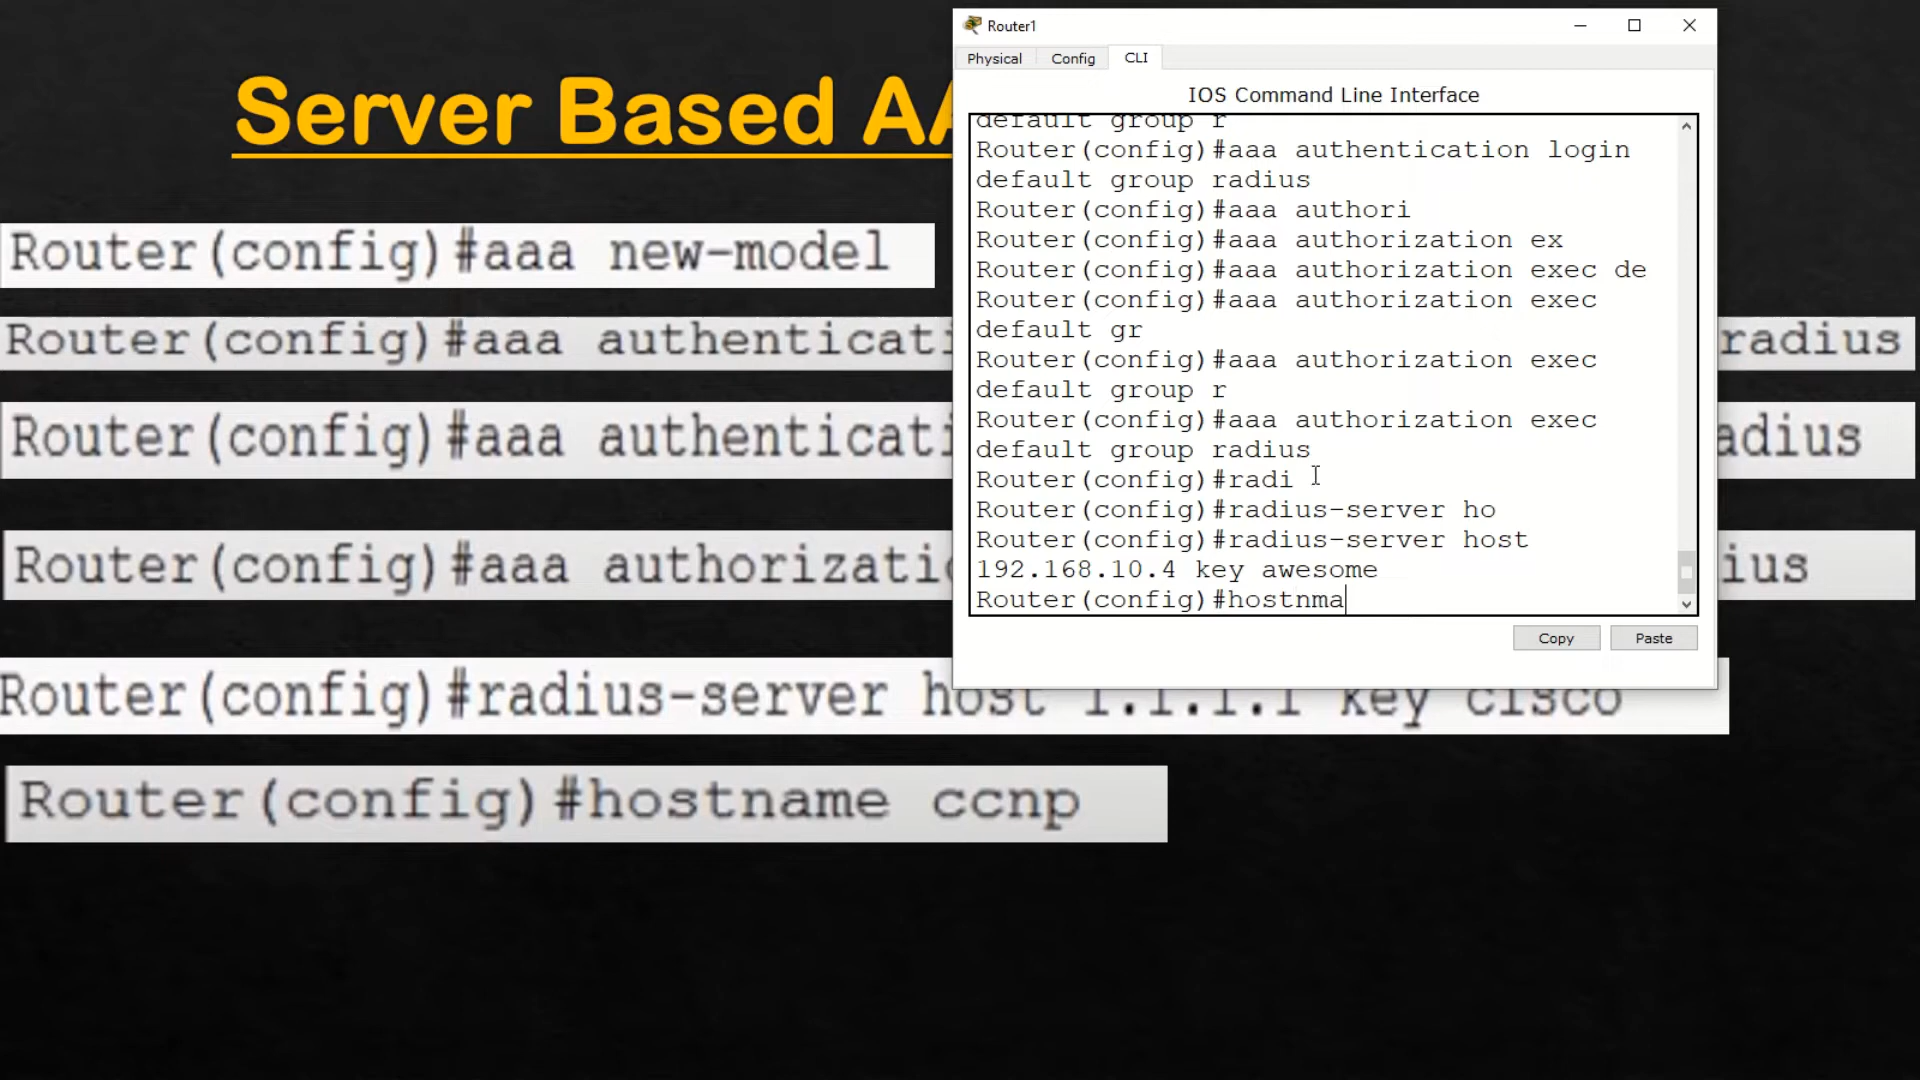 Server Based AA
Router(config)#aaa new-model
Router(config)#aaa authenticati radius
Router(config)#aaa authenticati adius
Router(config)#aaa authorizatio ius
Router(config)#radius-server host 1.1.1.1 key cisco
Router(config)#hostname ccnp
Router1
Physical Config CLI
IOS Command Line Interface
default group r
Router(config)#aaa authentication login
default group radius
Router(config)#aaa authori
Router(config)#aaa authorization ex
Router(config)#aaa authorization exec de
Router(config)#aaa authorization exec
default gr
Router(config)#aaa authorization exec
default group r
Router(config)#aaa authorization exec
default group radius
Router(config)#radi
Router(config)#radius-server ho
Router(config)#radius-server host
192.168.10.4 key awesome
Router(config)#hostnma
Copy Paste